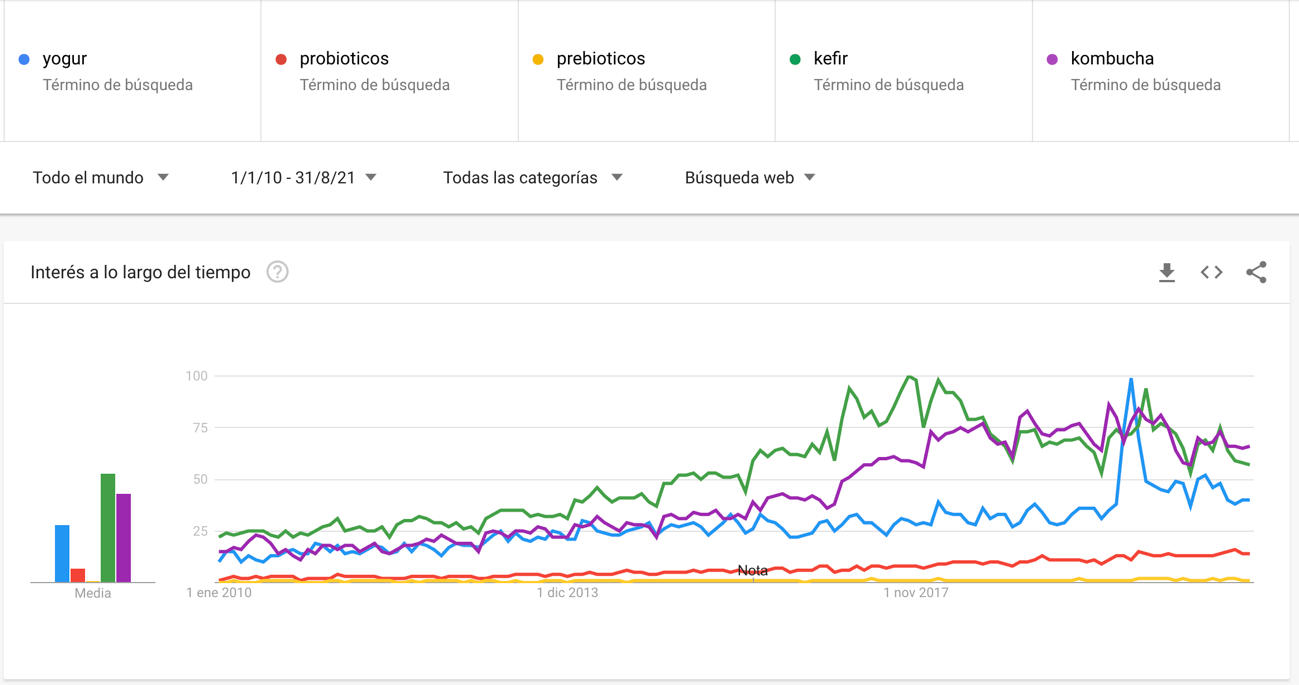 yogur
Término de búsqueda
probioticos
Término de búsqueda
prebioticos
Término de búsqueda
kefir
Término de búsqueda
kombucha
Término de búsqueda
Todo el mundo
1/1/10 - 31/8/21
Todas las categorías
Búsqueda web
Interés a lo largo del tiempo
?
100
75
50
25
Nota
Media
1 ene 2010
1 dic 2013
1 nov 2017